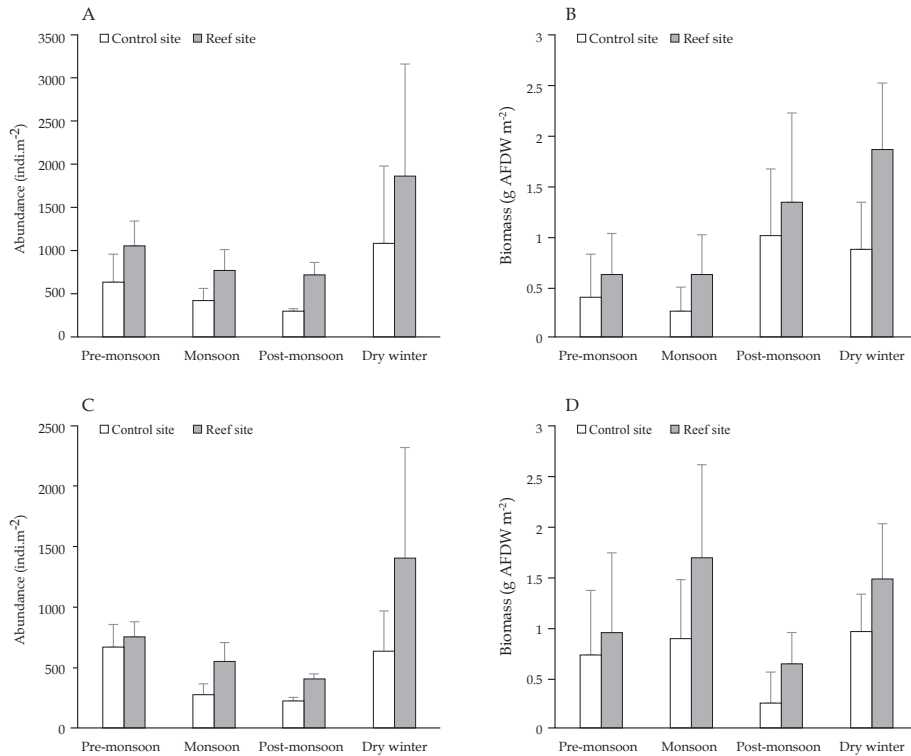 A
Control site Reef site
Abundance (indi.m-2)
3500
3000
2500
2000
1500
1000
500
0
Pre-monsoon Monsoon Post-monsoon Dry winter
B
Control site Reef site
Biomass (g AFDW m-2)
3
2.5
2
1.5
1
0.5
0
Pre-monsoon Monsoon Post-monsoon Dry winter
C
Control site Reef site
Abundance (indi.m-2)
2500
2000
1500
1000
500
0
Pre-monsoon Monsoon Post-monsoon Dry winter
D
Control site Reef site
Biomass (g AFDW m-2)
3
2.5
2
1.5
1
0.5
0
Pre-monsoon Monsoon Post-monsoon Dry winter